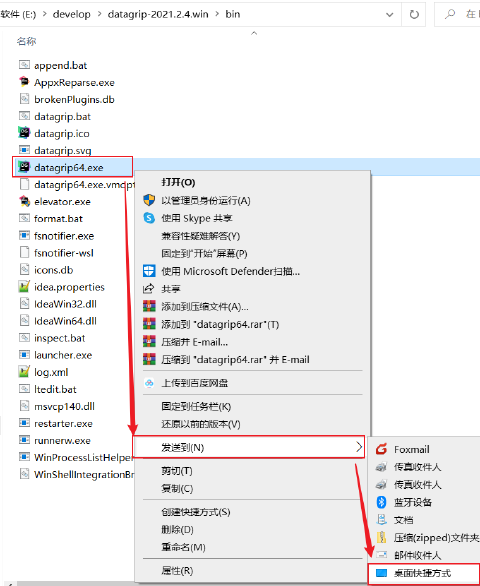 软件 (E:) > develop > datagrip-2021.2.4.win > bin
名称
append.bat
AppxReparse.exe
brokenPlugins.db
datagrip.bat
datagrip.ico
datagrip.svg
datagrip64.exe
datagrip64.exe.vmopt
elevator.exe
format.bat
fsnotifier.exe
fsnotifier-wsl
icons.db
idea.properties
IdeaWin32.dll
IdeaWin64.dll
inspect.bat
launcher.exe
log.xml
ltedit.bat
msvcp140.dll
restarter.exe
runnerw.exe
WinProcessListHelper
WinShellIntegrationBr
打开(O)
以管理员身份运行(A)
使用 Skype 共享
兼容性疑难解答(Y)
固定到"开始"屏幕(P)
使用 Microsoft Defender扫描...
共享
添加到压缩文件(A)...
添加到 "datagrip64.rar"(T)
压缩并 E-mail...
压缩到 "datagrip64.rar" 并 E-mail
上传到百度网盘
固定到任务栏(K)
还原以前的版本(V)
发送到(N)
剪切(T)
复制(C)
创建快捷方式(S)
删除(D)
重命名(M)
属性(R)
Foxmail
传真收件人
传真收件人
蓝牙设备
文档
压缩(zipped)文件夹
邮件收件人
桌面快捷方式